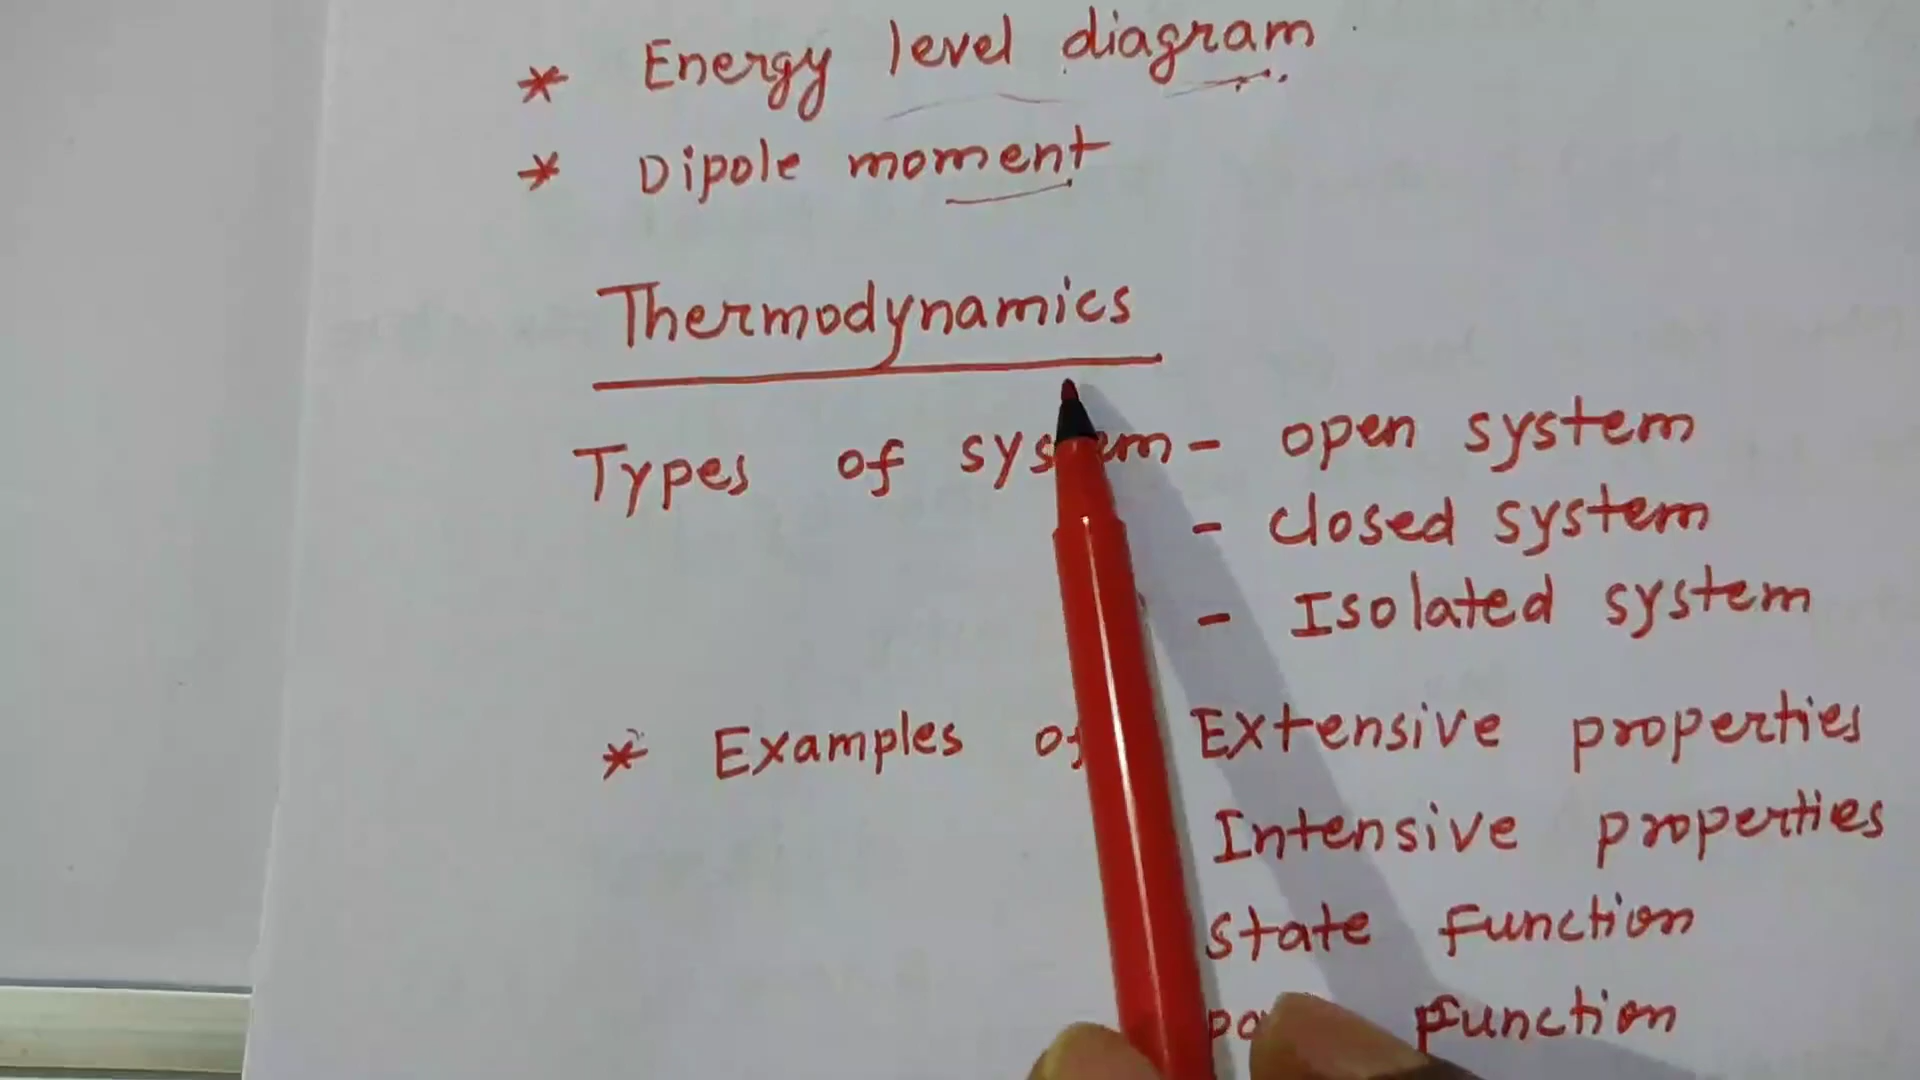 * Energy level diagram
* Dipole moment
Thermodynamics
Types of system - open system
- closed system
- Isolated system
* Examples of Extensive properties
Intensive properties
state function
function